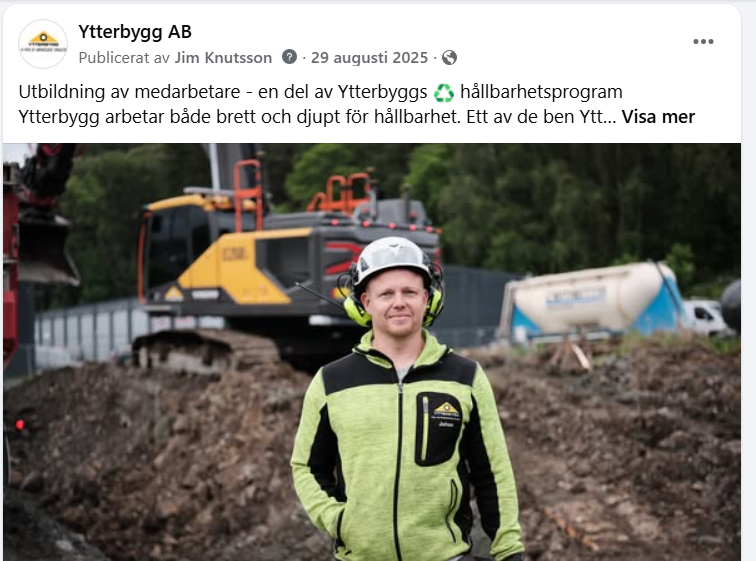 Ytterbygg AB
Publicerat av Jim Knutsson · 29 augusti 2025 ·
Utbildning av medarbetare - en del av Ytterbyggs ♻ hållbarhetsprogram
Ytterbygg arbetar både brett och djupt för hållbarhet. Ett av de ben Ytt... Visa mer
YTTERBYGG
Johan